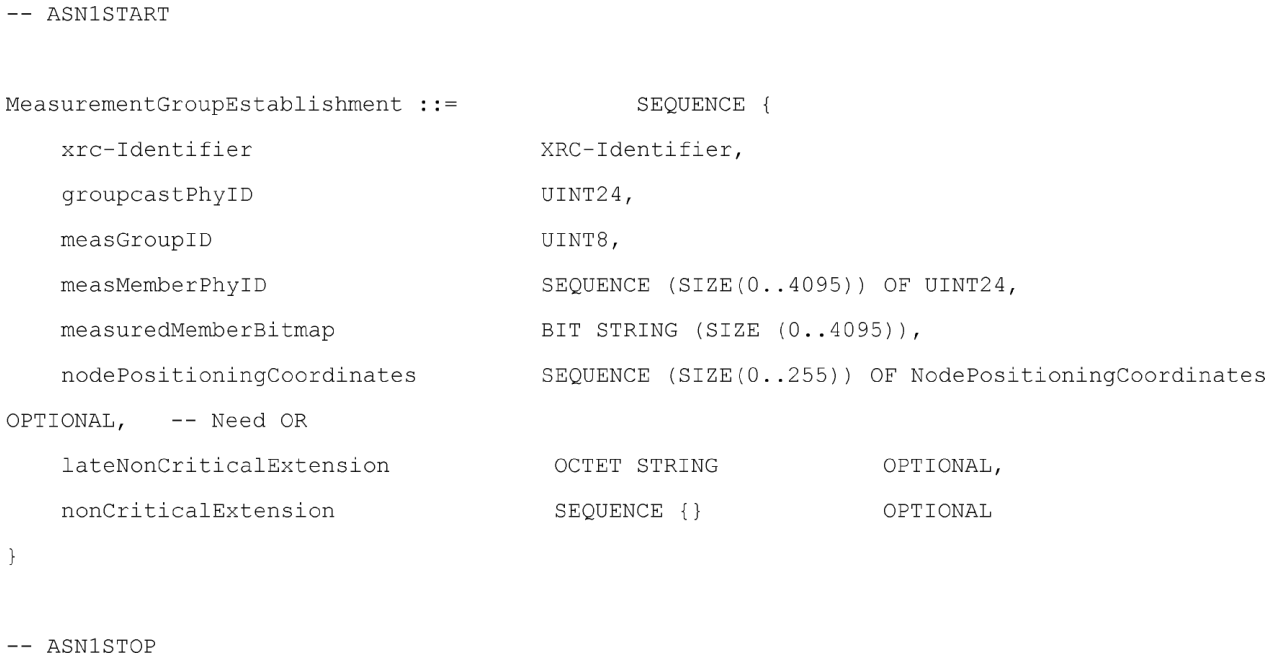 -- ASN1START
MeasurementGroupEstablishment ::= SEQUENCE {
xrc-Identifier XRC-Identifier,
groupcastPhyID UINT24,
measGroupID UINT8,
measMemberPhyID SEQUENCE (SIZE(0..4095)) OF UINT24,
measuredMemberBitmap BIT STRING (SIZE (0..4095)),
nodePositioningCoordinates SEQUENCE (SIZE(0..255)) OF NodePositioningCoordinates
OPTIONAL, -- Need OR
lateNonCriticalExtension OCTET STRING OPTIONAL,
nonCriticalExtension SEQUENCE {} OPTIONAL
}
-- ASN1STOP